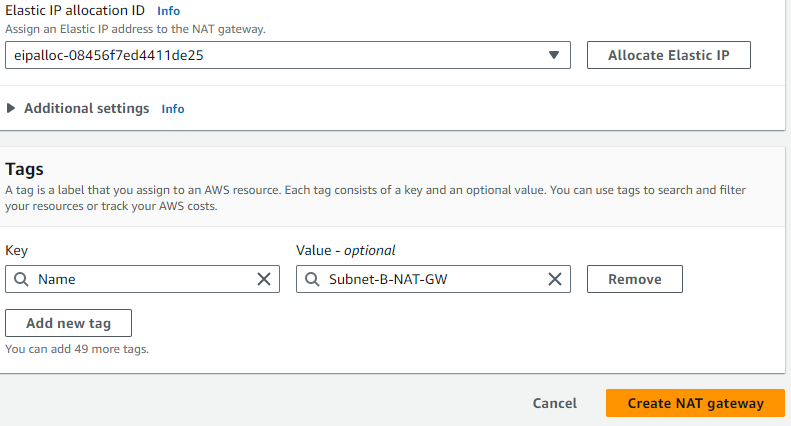 Elastic IP allocation ID Info
Assign an Elastic IP address to the NAT gateway.
eipalloc-08456f7ed4411de25 Allocate Elastic IP
Additional settings Info
Tags
A tag is a label that you assign to an AWS resource. Each tag consists of a key and an optional value. You can use tags to search and filter
your resources or track your AWS costs.
Key Value - optional
Name Subnet-B-NAT-GW Remove
Add new tag
You can add 49 more tags.
Cancel Create NAT gateway